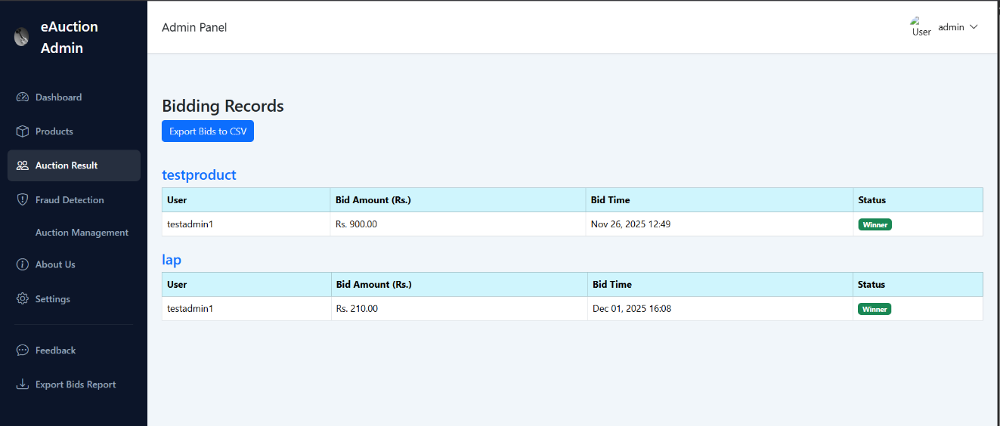 eAuction
Admin
Admin Panel
User
admin
Dashboard
Products
Auction Result
Fraud Detection
Auction Management
About Us
Settings
Feedback
Export Bids Report
Bidding Records
Export Bids to CSV
testproduct
User Bid Amount (Rs.) Bid Time Status
testadmin1 Rs. 900.00 Nov 26, 2025 12:49 Winner
lap
User Bid Amount (Rs.) Bid Time Status
testadmin1 Rs. 210.00 Dec 01, 2025 16:08 Winner